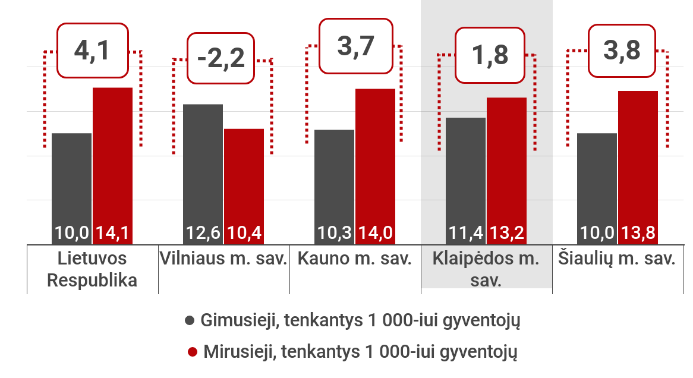 4,1
-2,2
3,7
1,8
3,8
10,0 14,1
12,6 10,4
10,3 14,0
11,4 13,2
10,0 13,8
Lietuvos
Respublika
Vilniaus m. sav.
Kauno m. sav.
Klaipėdos m.
sav.
Šiaulių m. sav.
Gimusieji, tenkantys 1 000-iui gyventojų
Mirusieji, tenkantys 1 000-iui gyventojų